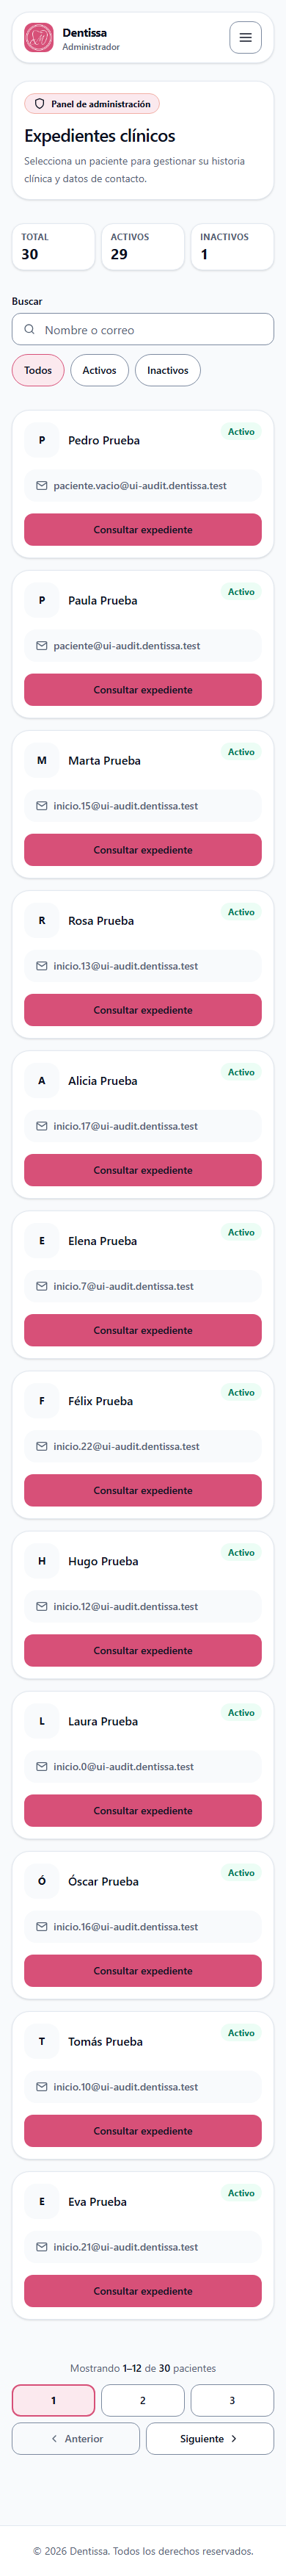 Dentissa
Administrador
Panel de administración
Expedientes clínicos
Selecciona un paciente para gestionar su historia
clínica y datos de contacto.
TOTAL
30
ACTIVOS
29
INACTIVOS
1
Buscar
Nombre o correo
Todos
Activos
Inactivos
P
Pedro Prueba
Activo
paciente.vacio@ui-audit.dentissa.test
Consultar expediente
P
Paula Prueba
Activo
paciente@ui-audit.dentissa.test
Consultar expediente
M
Marta Prueba
Activo
inicio.15@ui-audit.dentissa.test
Consultar expediente
R
Rosa Prueba
Activo
inicio.13@ui-audit.dentissa.test
Consultar expediente
A
Alicia Prueba
Activo
inicio.17@ui-audit.dentissa.test
Consultar expediente
E
Elena Prueba
Activo
inicio.7@ui-audit.dentissa.test
Consultar expediente
F
Félix Prueba
Activo
inicio.22@ui-audit.dentissa.test
Consultar expediente
H
Hugo Prueba
Activo
inicio.12@ui-audit.dentissa.test
Consultar expediente
L
Laura Prueba
Activo
inicio.0@ui-audit.dentissa.test
Consultar expediente
Ó
Óscar Prueba
Activo
inicio.16@ui-audit.dentissa.test
Consultar expediente
T
Tomás Prueba
Activo
inicio.10@ui-audit.dentissa.test
Consultar expediente
E
Eva Prueba
Activo
inicio.21@ui-audit.dentissa.test
Consultar expediente
Mostrando 1–12 de 30 pacientes
1
2
3
Anterior
Siguiente
© 2026 Dentissa. Todos los derechos reservados.